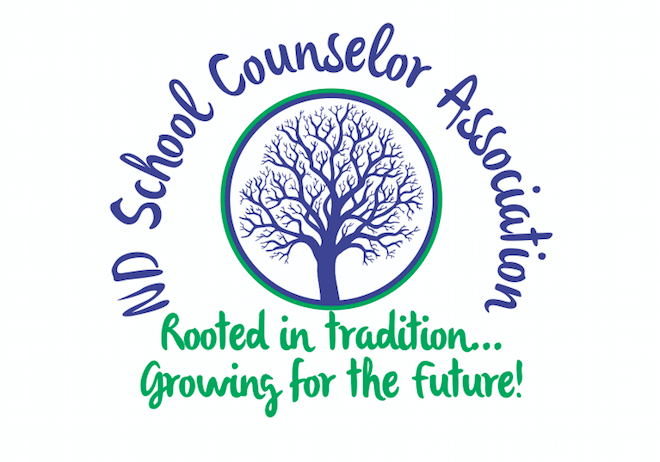 ND School Counselor Association
Rooted in tradition...
Growing for the future!